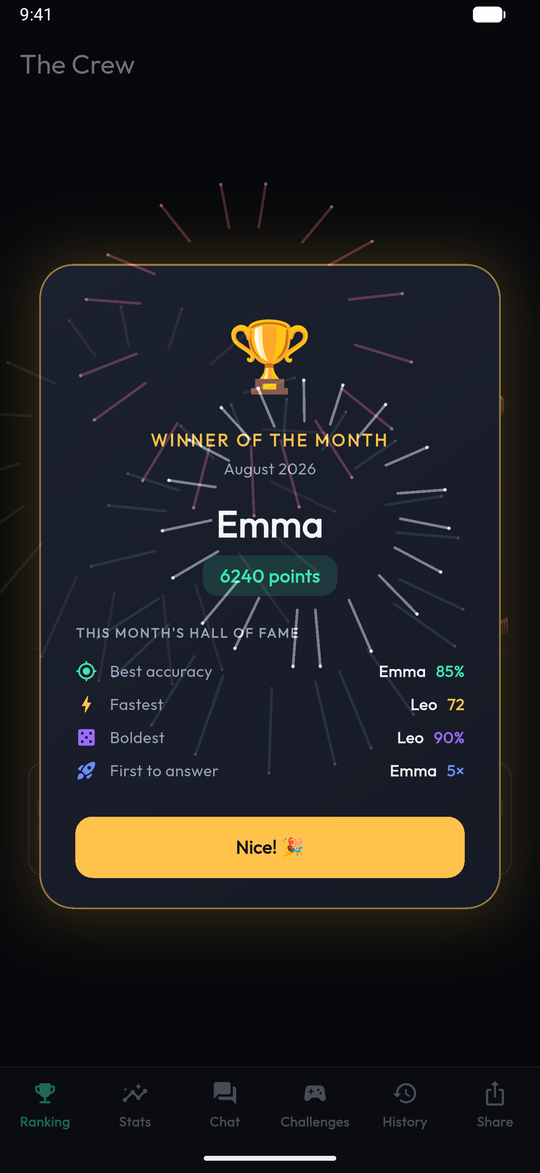 9:41
The Crew
WINNER OF THE MONTH
August 2026
Emma
6240 points
THIS MONTH'S HALL OF FAME
Best accuracy Emma 85%
Fastest Leo 72
Boldest Leo 90%
First to answer Emma 5×
Nice! 🎉
Ranking Stats Chat Challenges History Share